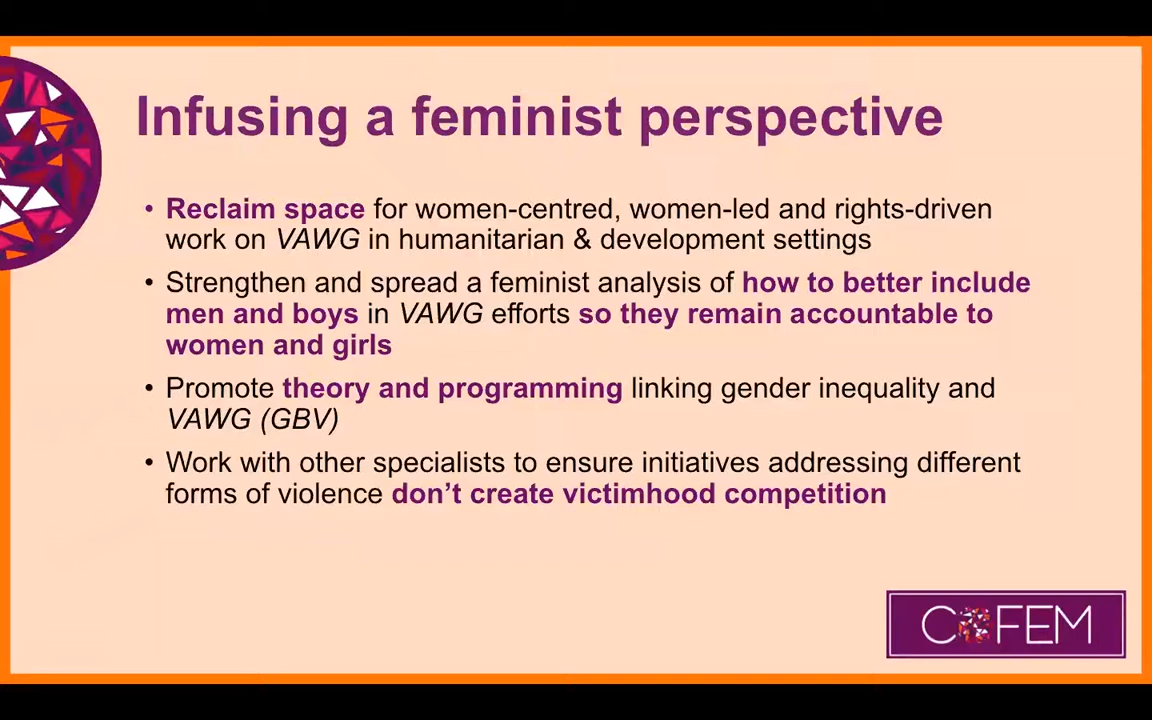 Infusing a feminist perspective
• Reclaim space for women-centred, women-led and rights-driven
work on VAWG in humanitarian & development settings
• Strengthen and spread a feminist analysis of how to better include
men and boys in VAWG efforts so they remain accountable to
women and girls
• Promote theory and programming linking gender inequality and
VAWG (GBV)
• Work with other specialists to ensure initiatives addressing different
forms of violence don’t create victimhood competition
COFEM